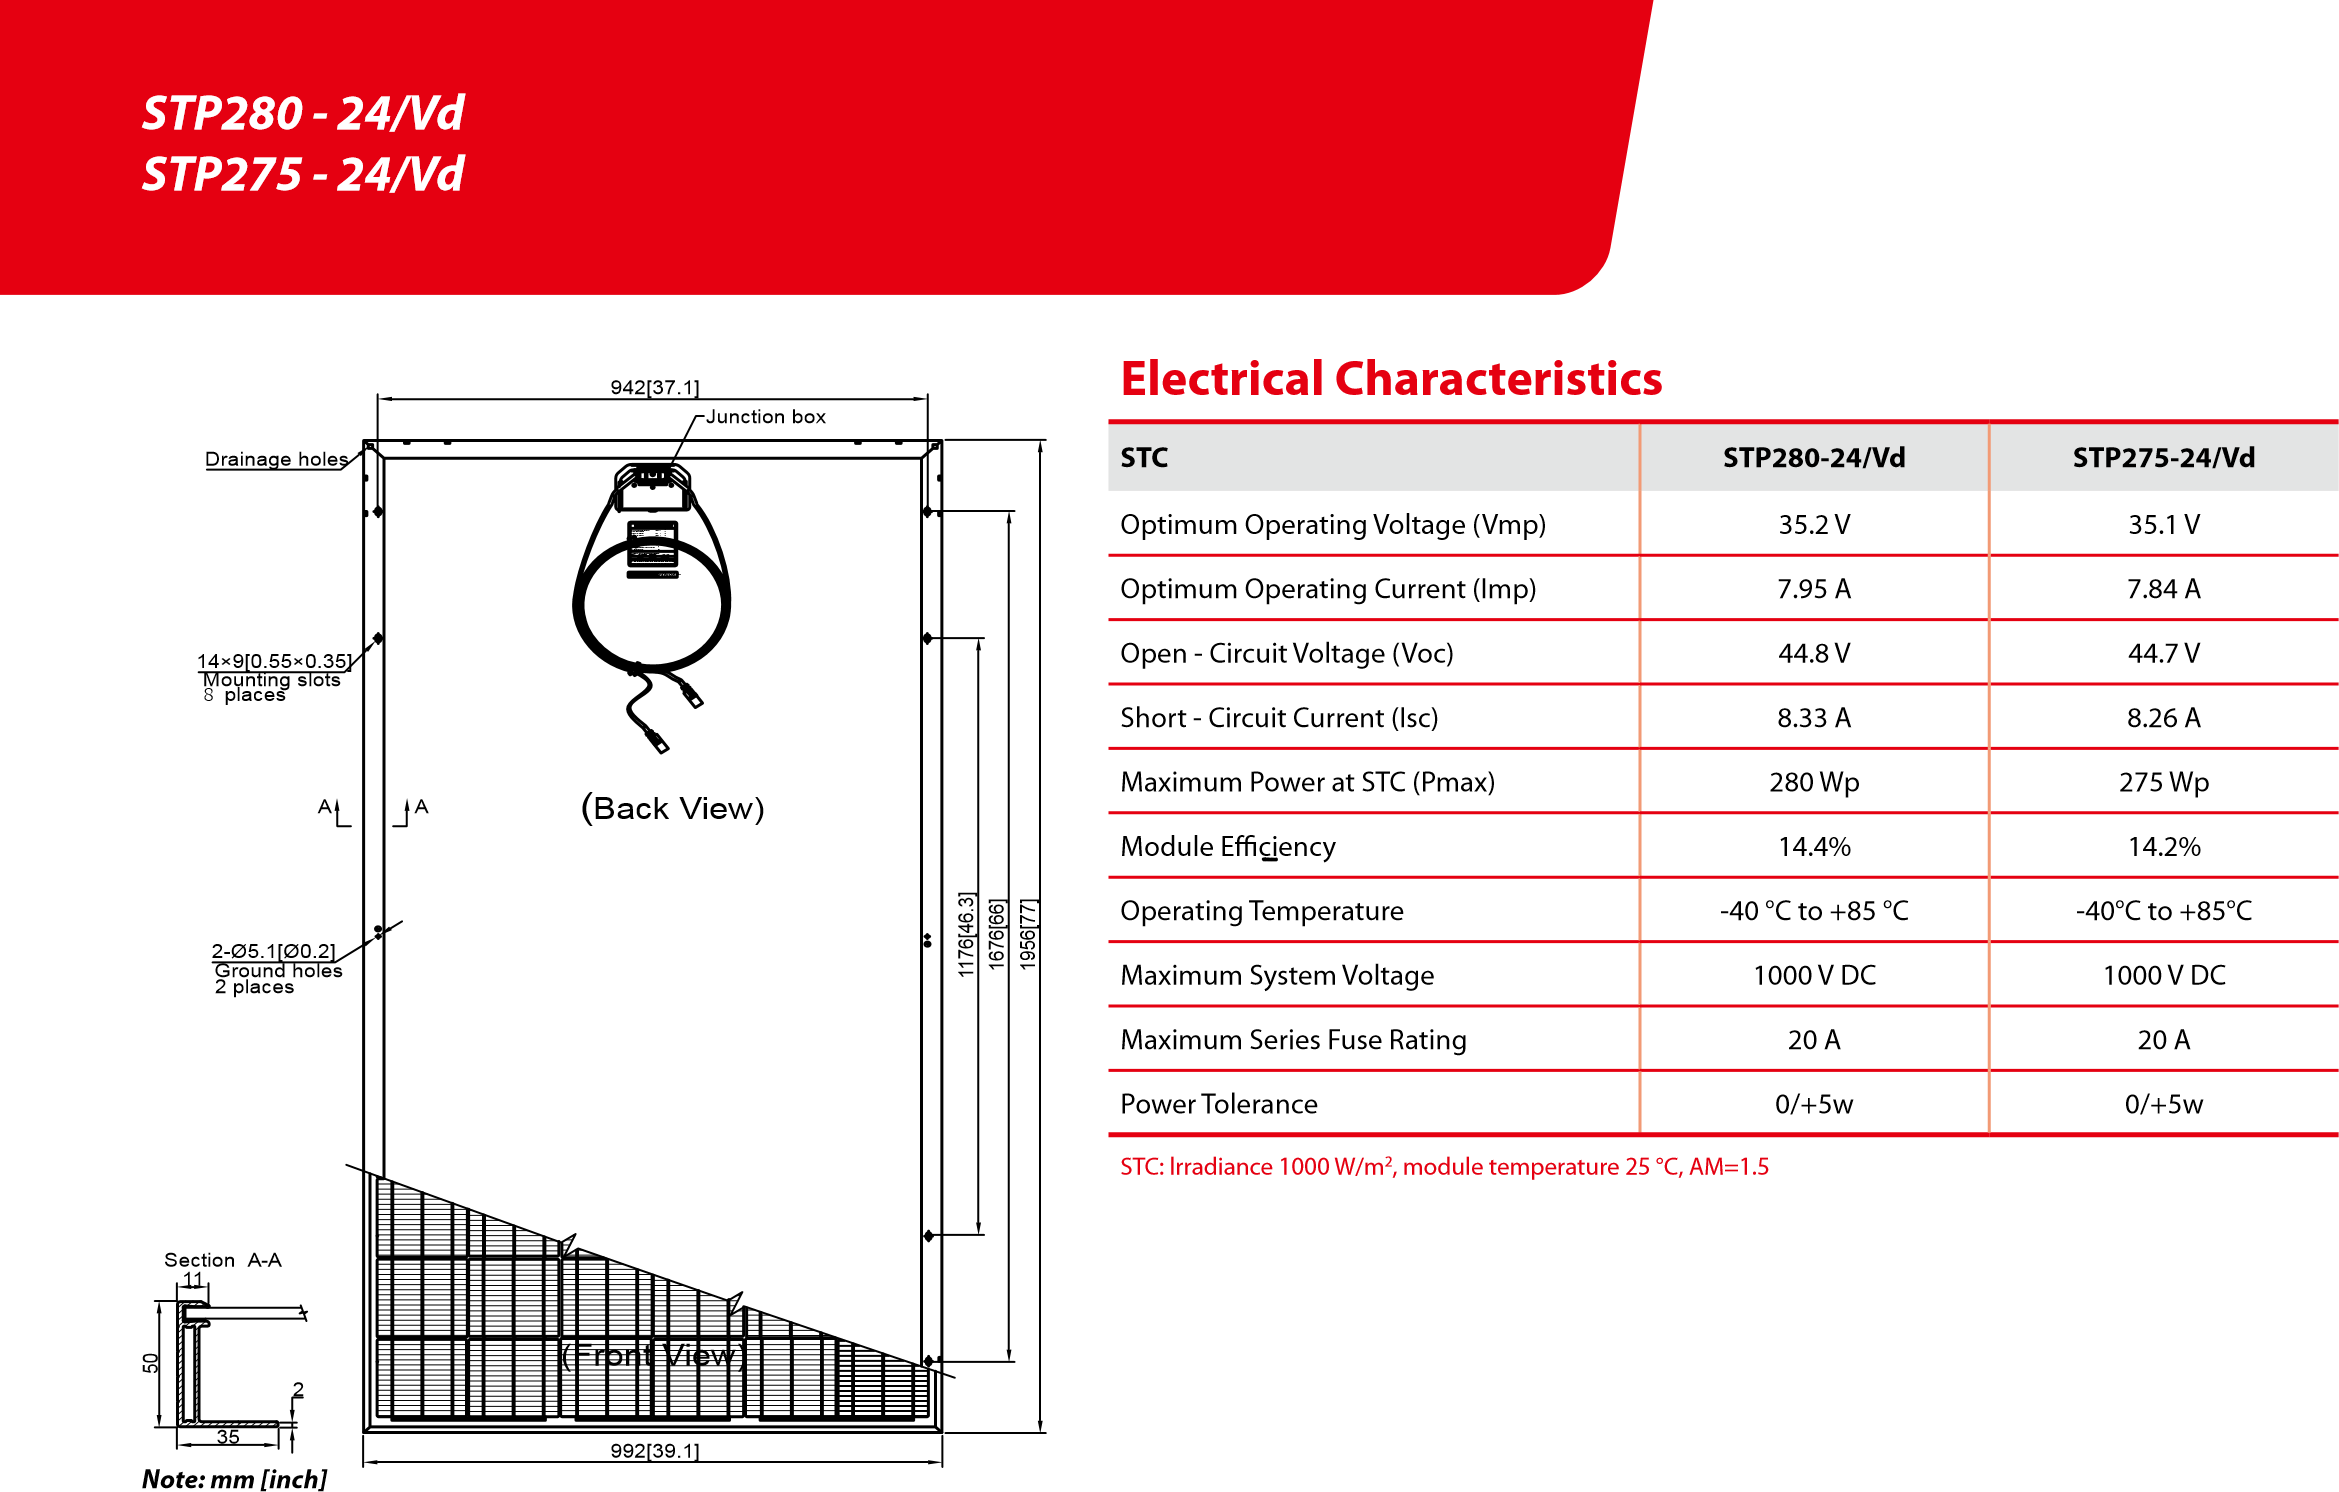 STP280 - 24/Vd
STP275 - 24/Vd
942[37.1]
Junction box
Drainage holes
14×9[0.55×0.35]
Mounting slots
8 places
(Back View)
A A
2-Ø5.1[Ø0.2]
Ground holes
2 places
1176[46.3]
1676[66]
1956[77]
Section A-A
11
50
2
35
(Front View)
992[39.1]
Note: mm [inch]
Electrical Characteristics
STC STP280-24/Vd STP275-24/Vd
Optimum Operating Voltage (Vmp) 35.2 V 35.1 V
Optimum Operating Current (Imp) 7.95 A 7.84 A
Open - Circuit Voltage (Voc) 44.8 V 44.7 V
Short - Circuit Current (Isc) 8.33 A 8.26 A
Maximum Power at STC (Pmax) 280 Wp 275 Wp
Module Efficiency 14.4% 14.2%
Operating Temperature -40 °C to +85 °C -40°C to +85°C
Maximum System Voltage 1000 V DC 1000 V DC
Maximum Series Fuse Rating 20 A 20 A
Power Tolerance 0/+5w 0/+5w
STC: lrradiance 1000 W/m², module temperature 25 °C, AM=1.5